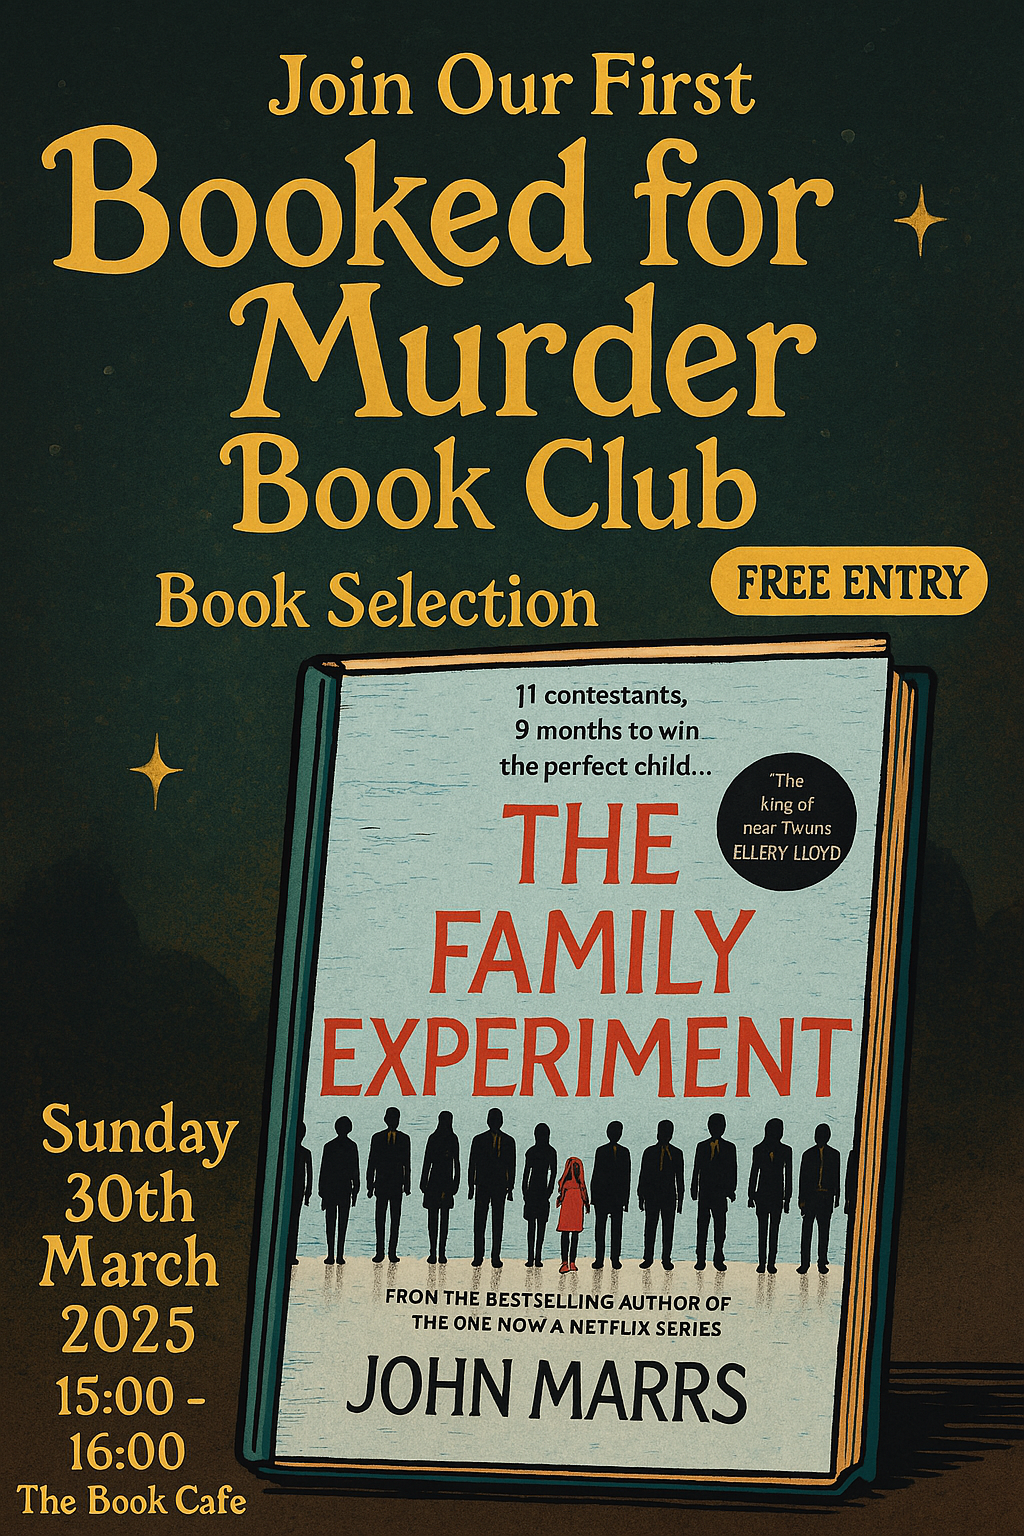 Join Our First
Booked for
Murder
Book Club
Book Selection
FREE ENTRY
11 contestants,
9 months to win
the perfect child...
"The
king of
near Twuns
ELLERY LLOYD
THE
FAMILY
EXPERIMENT
FROM THE BESTSELLING AUTHOR OF
THE ONE NOW A NETFLIX SERIES
JOHN MARRS
Sunday
30th
March
2025
15:00 -
16:00
The Book Cafe